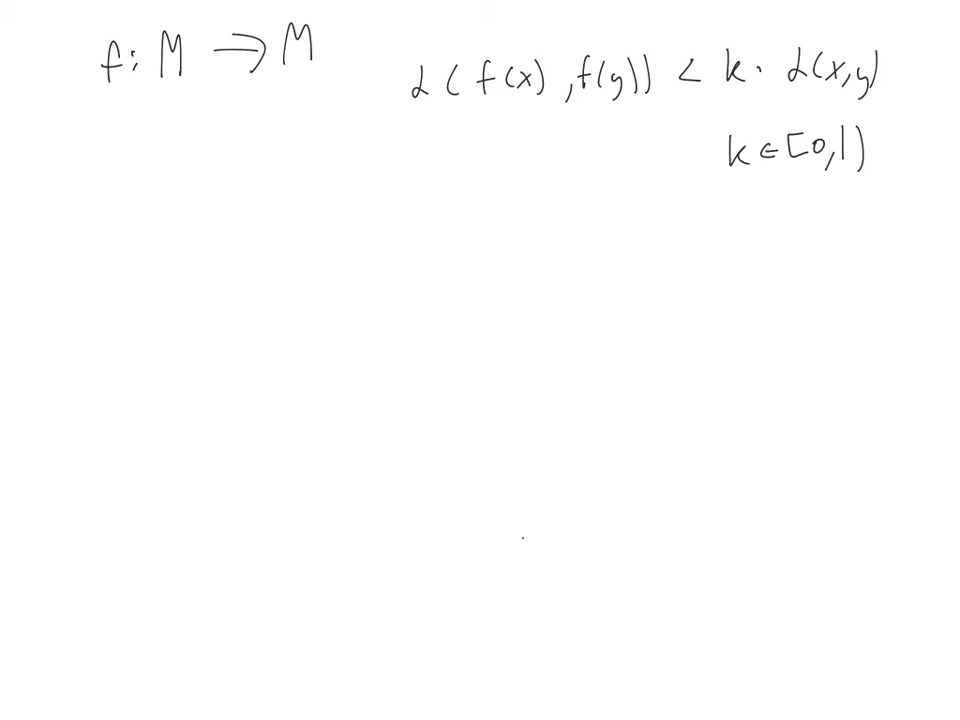 f: M → M
d(f(x), f(y)) < k · d(x,y)
k ∈ [0,1)